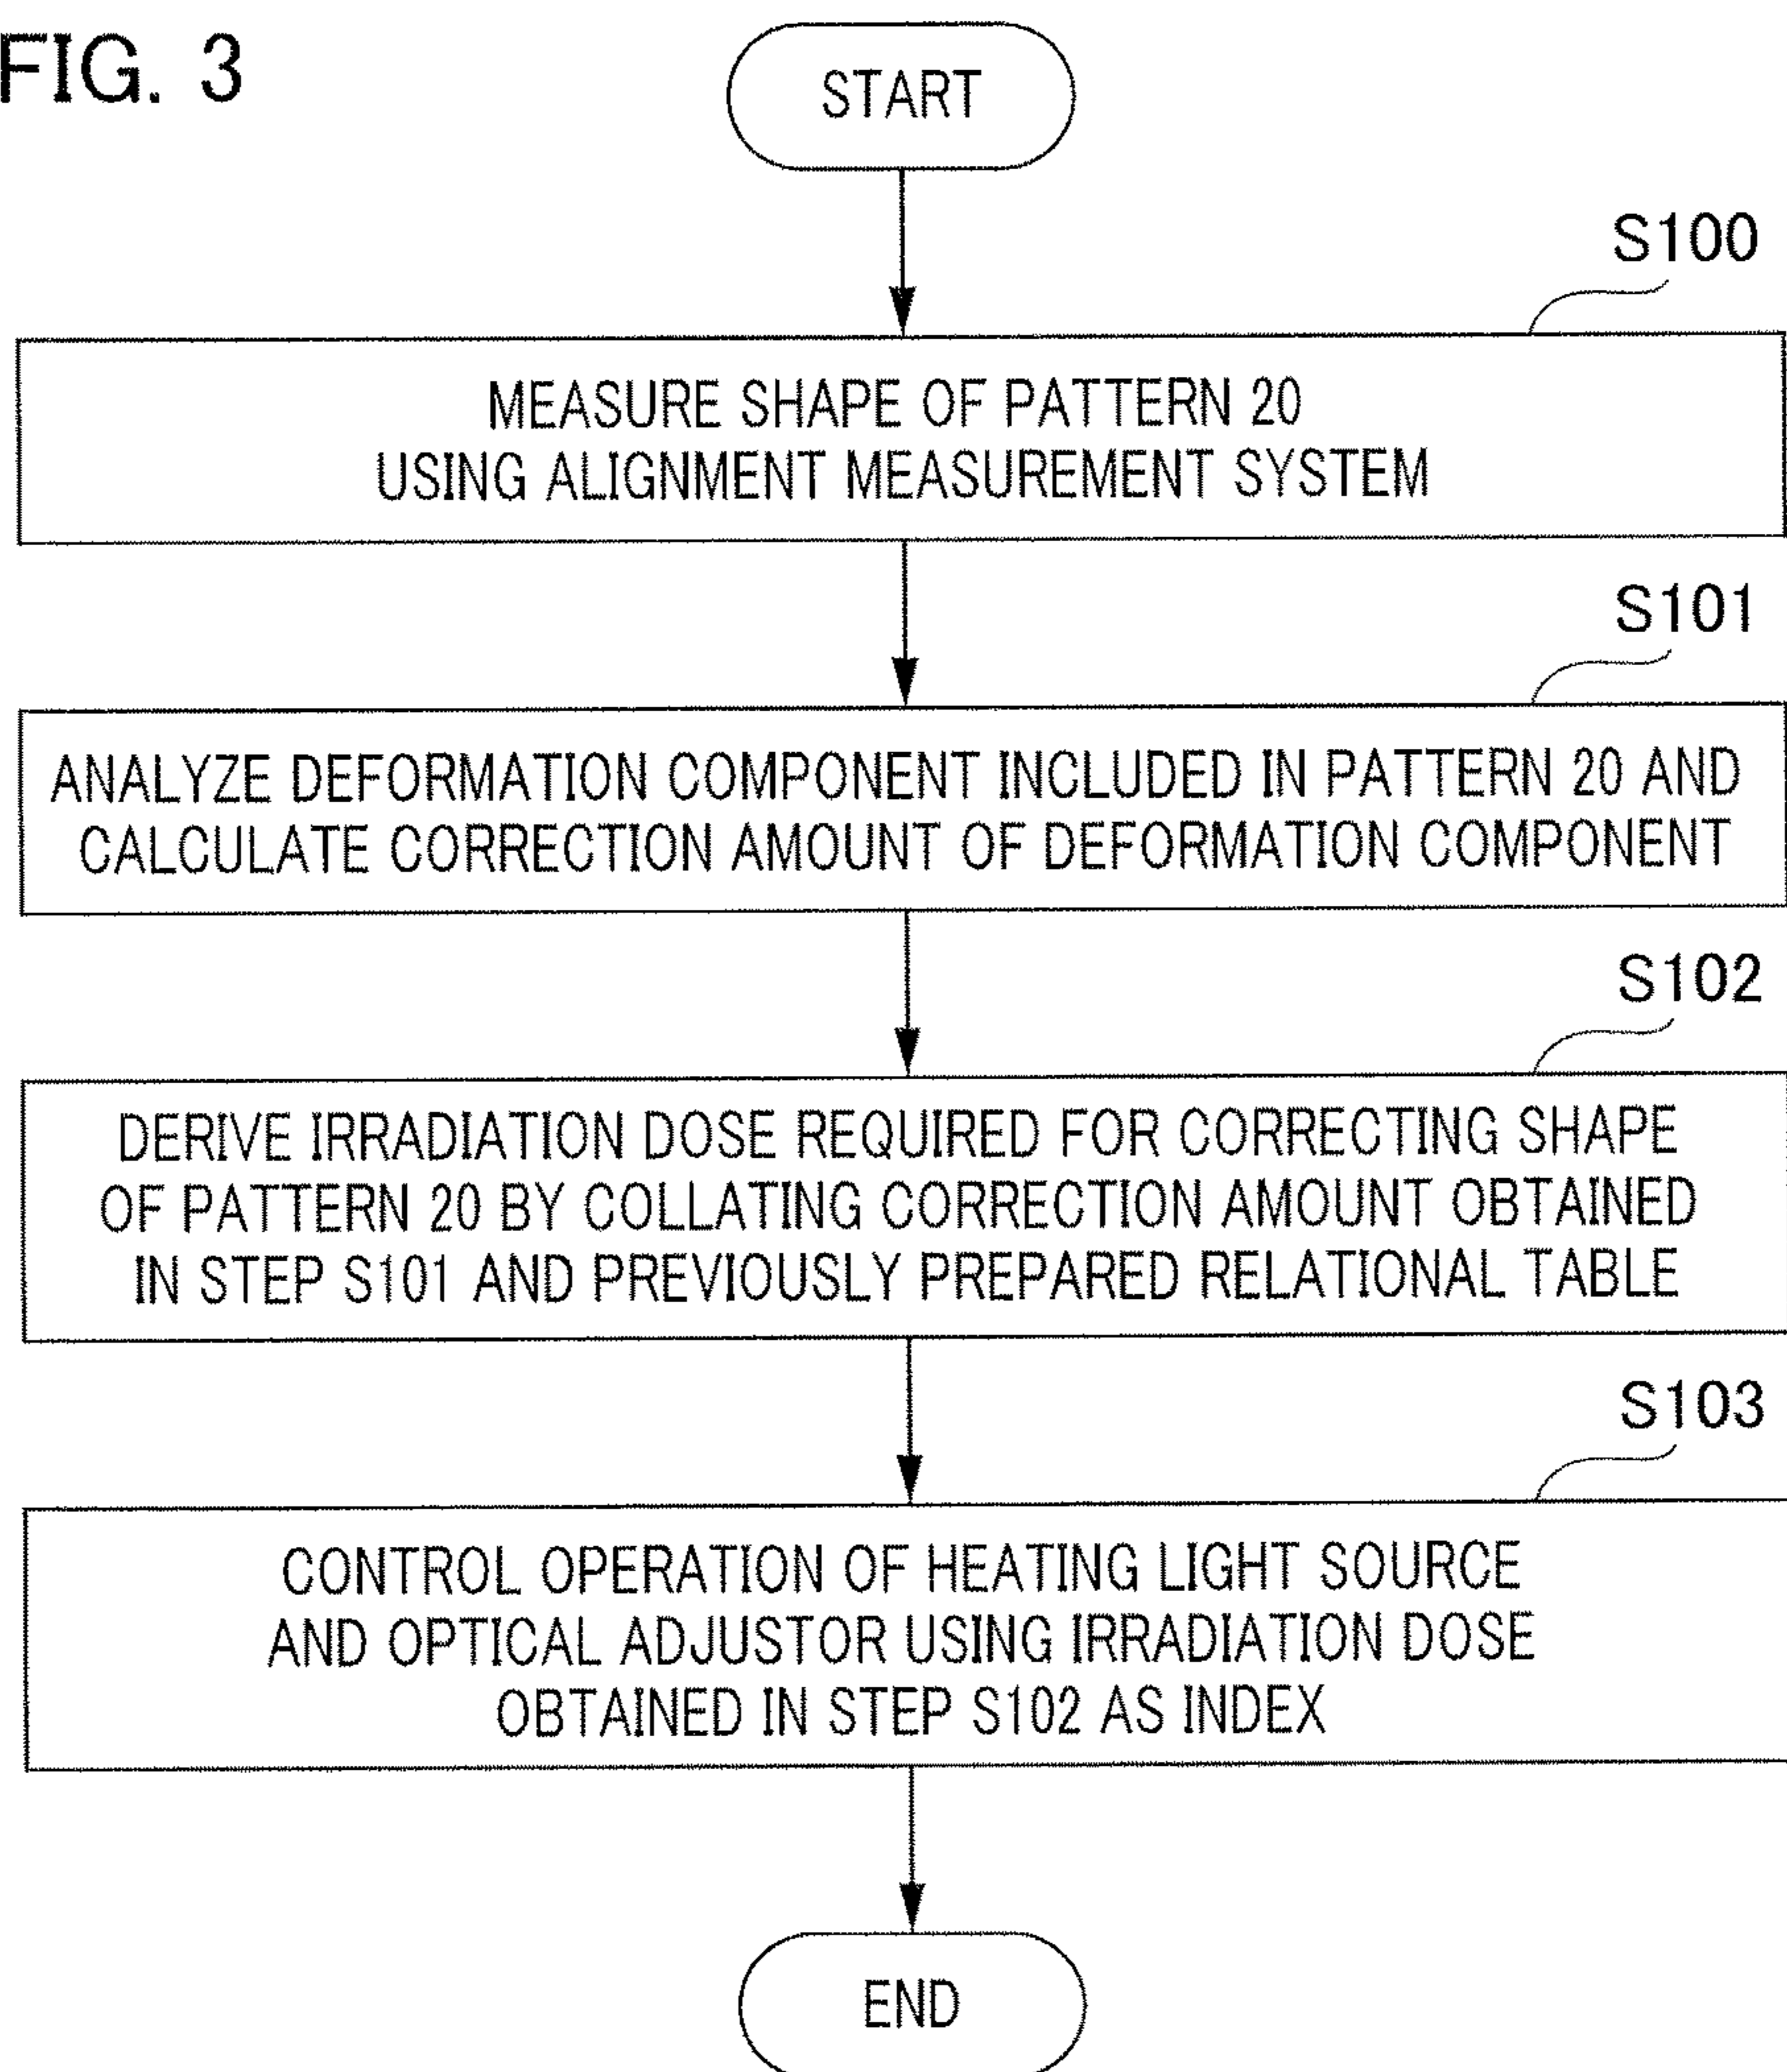 FIG. 3
START
S100
MEASURE SHAPE OF PATTERN 20
USING ALIGNMENT MEASUREMENT SYSTEM
S101
ANALYZE DEFORMATION COMPONENT INCLUDED IN PATTERN 20 AND
CALCULATE CORRECTION AMOUNT OF DEFORMATION COMPONENT
S102
DERIVE IRRADIATION DOSE REQUIRED FOR CORRECTING SHAPE
OF PATTERN 20 BY COLLATING CORRECTION AMOUNT OBTAINED
IN STEP S101 AND PREVIOUSLY PREPARED RELATIONAL TABLE
S103
CONTROL OPERATION OF HEATING LIGHT SOURCE
AND OPTICAL ADJUSTOR USING IRRADIATION DOSE
OBTAINED IN STEP S102 AS INDEX
END